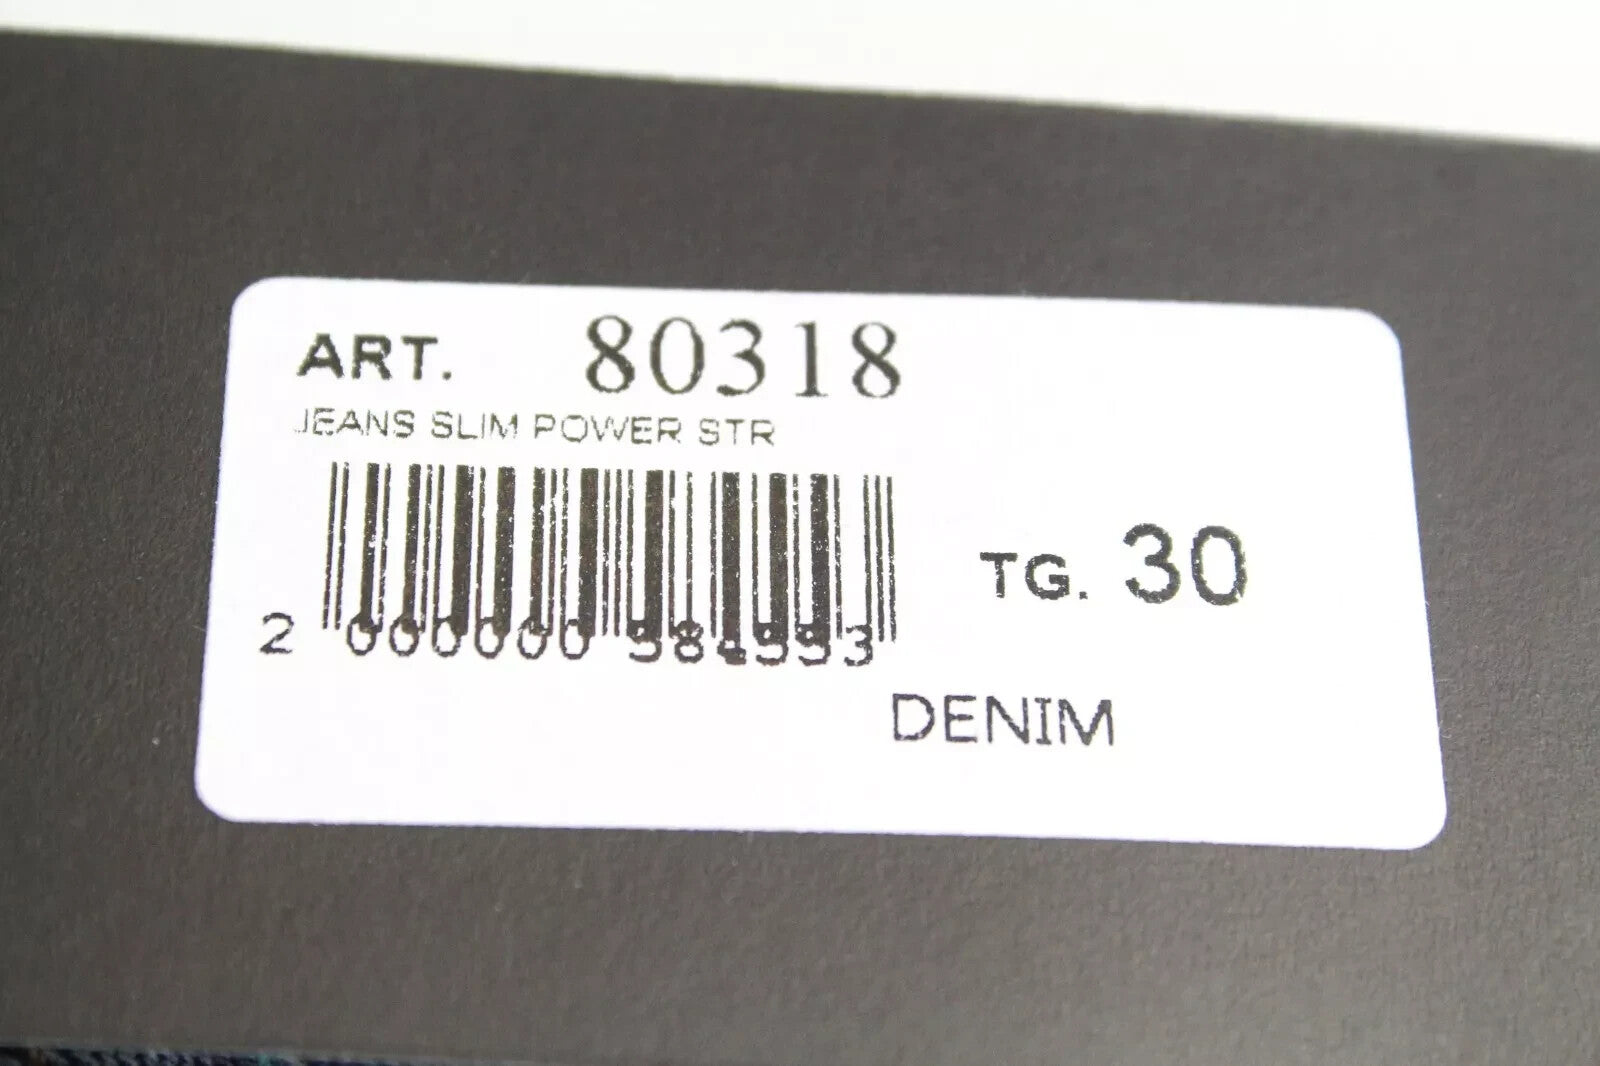 ART. 80318
JEANS SLIM POWER STR
2 000000 584553
TG. 30
DENIM